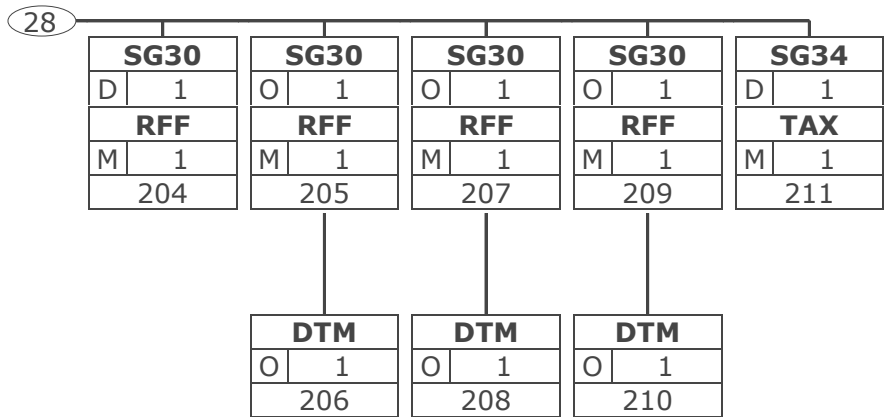 28
SG30 SG30 SG30 SG30 SG34
D 1 O 1 O 1 O 1 D 1
RFF RFF RFF RFF TAX
M 1 M 1 M 1 M 1 M 1
204 205 207 209 211
DTM DTM DTM
O 1 O 1 O 1
206 208 210